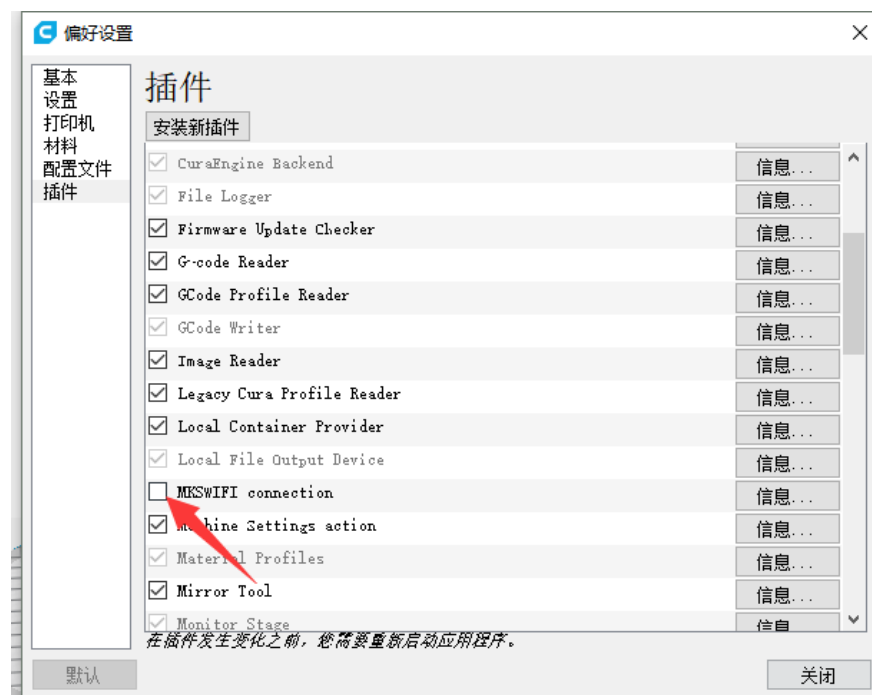 偏好设置
基本
设置
打印机
材料
配置文件
插件
插件
安装新插件
CuraEngine Backend 信息...
File Logger 信息...
Firmware Update Checker 信息...
G-code Reader 信息...
GCode Profile Reader 信息...
GCode Writer 信息...
Image Reader 信息...
Legacy Cura Profile Reader 信息...
Local Container Provider 信息...
Local File Output Device 信息...
MKSWIFI connection 信息...
Machine Settings action 信息...
Material Profiles 信息...
Mirror Tool 信息...
Monitor Stage 信息...
在插件发生变化之前，您需要重新启动应用程序。
默认
关闭